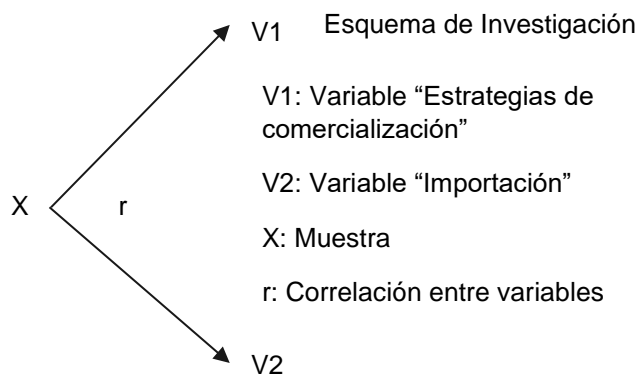 V1 Esquema de Investigación
V1: Variable “Estrategias de
comercialización”
V2: Variable “Importación”
X r
X: Muestra
r: Correlación entre variables
V2